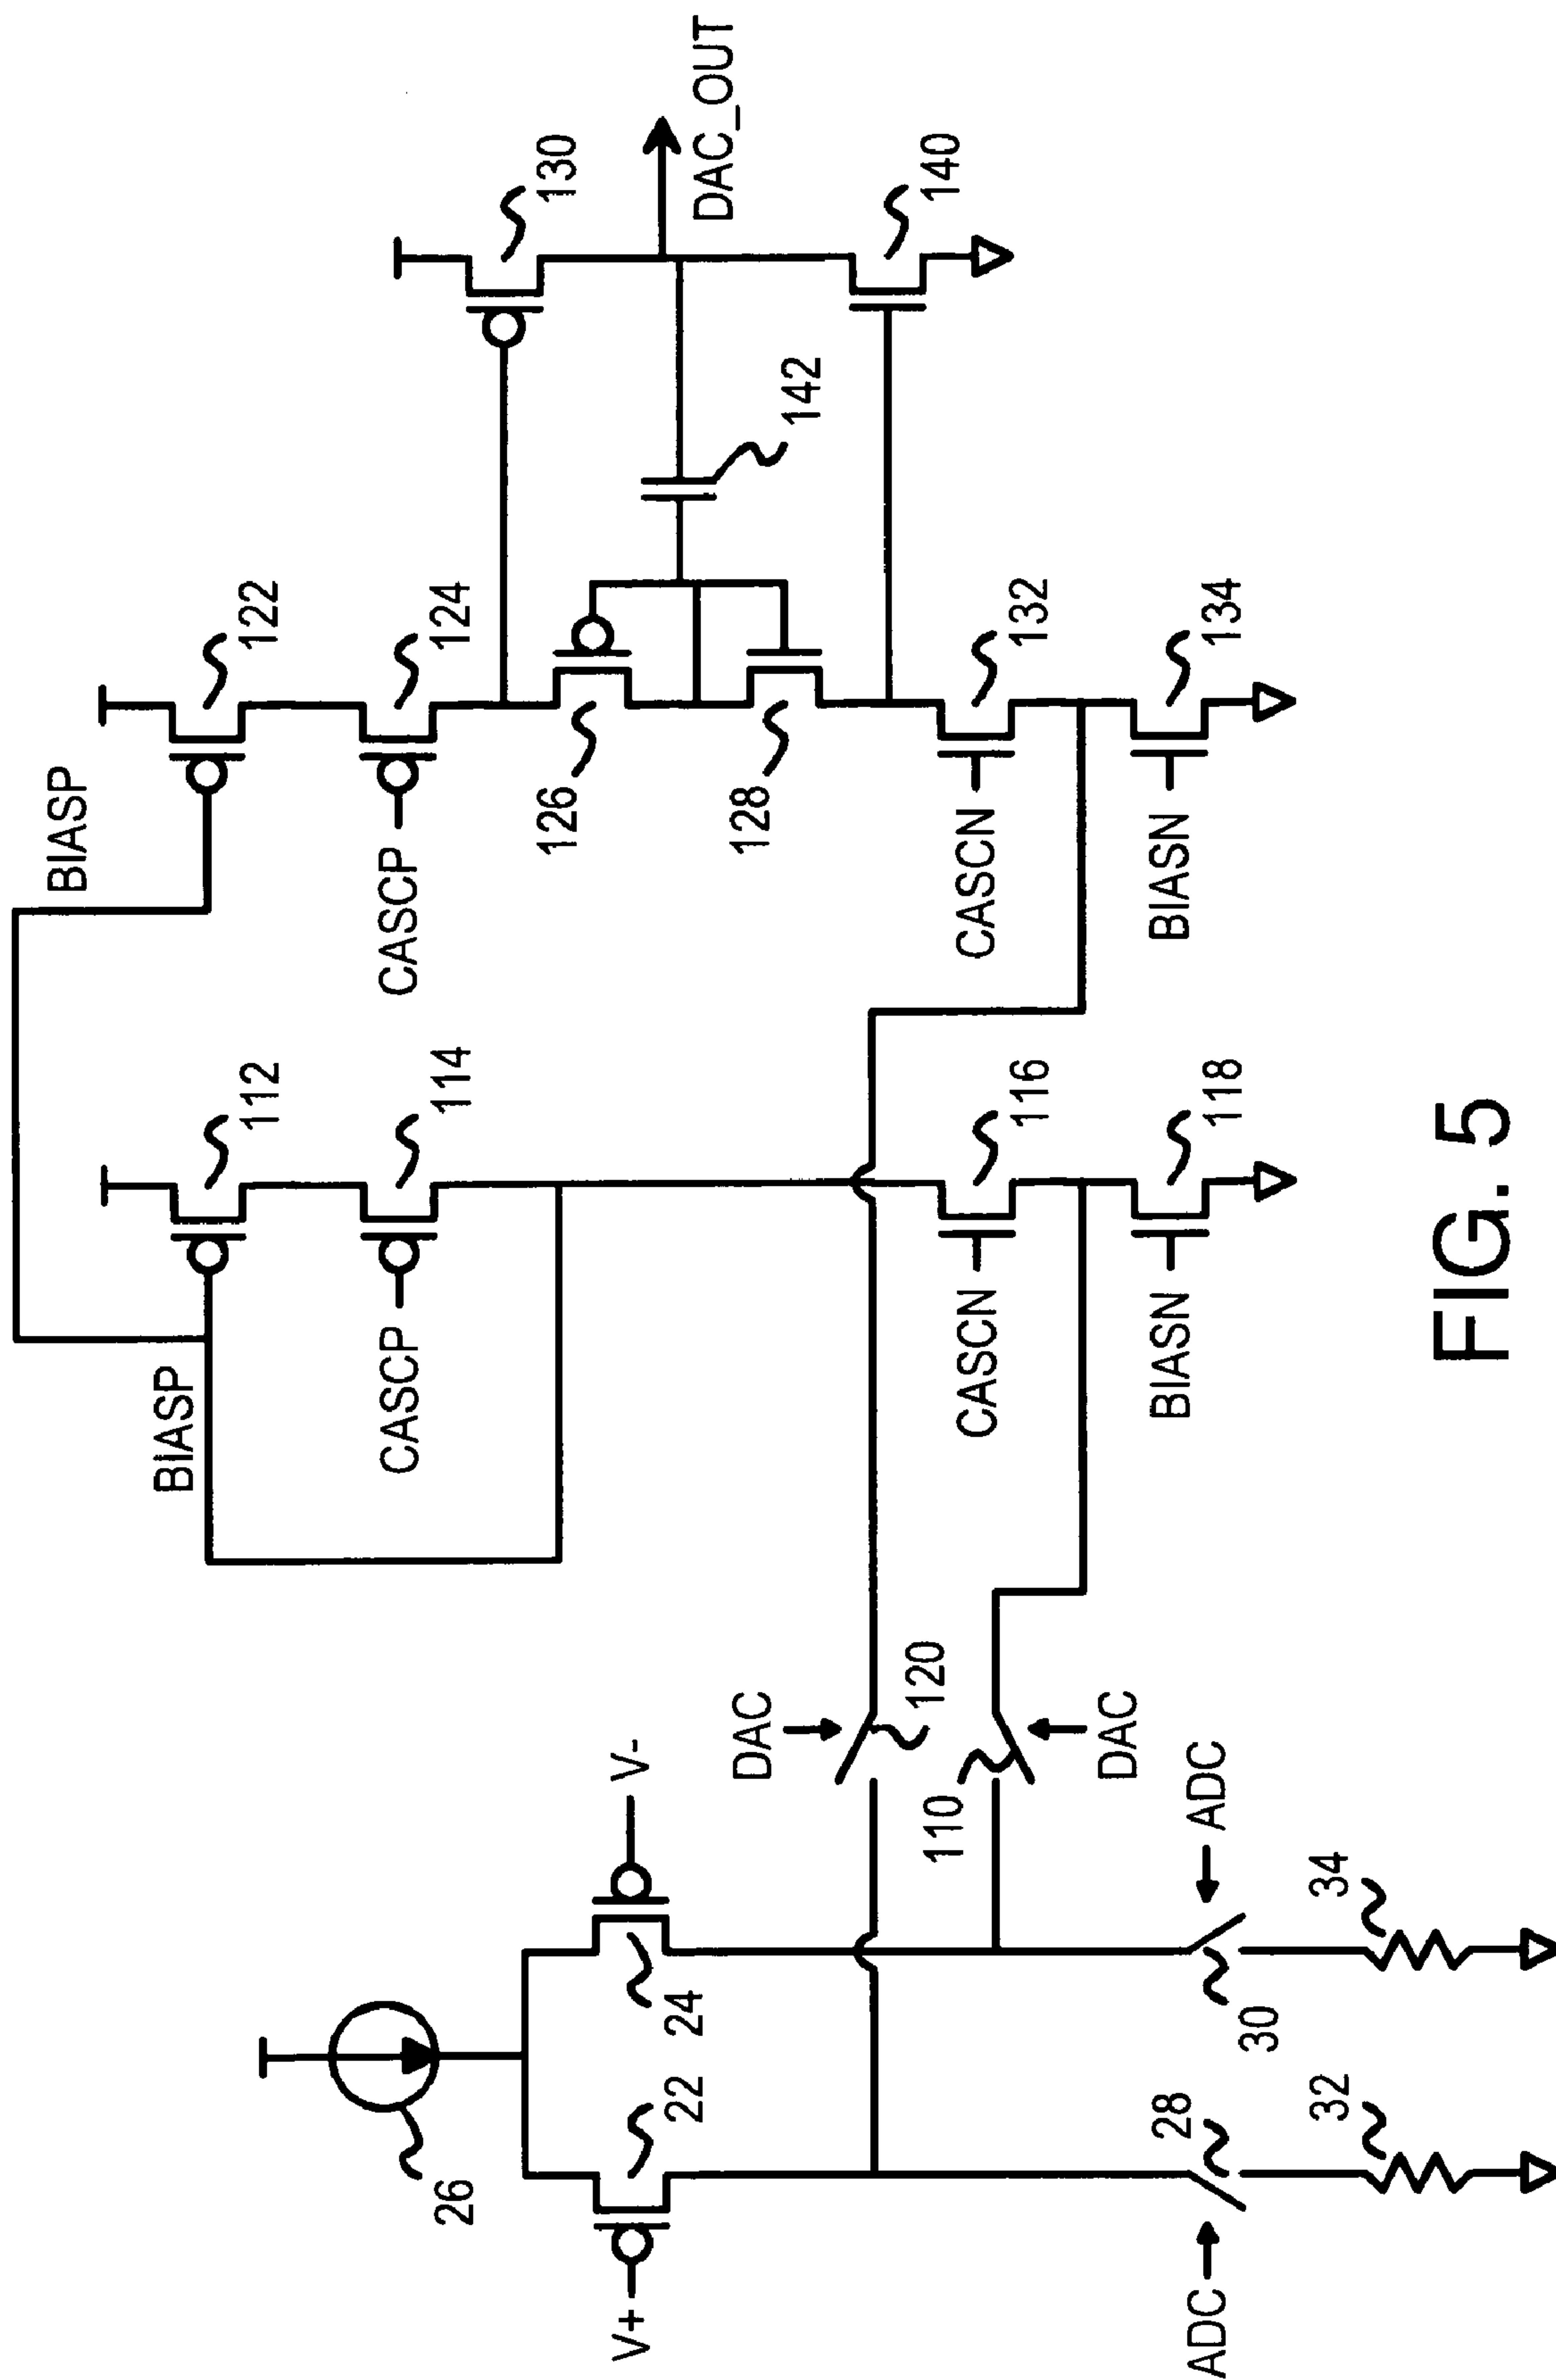 BIASP
122
BIASP
112
CASCP
114
CASCP
124
130
DAC_OUT
126
142
128
26
V+
22
24
V-
DAC
120
110
DAC
CASCN
116
CASCN
132
140
BIASN
118
BIASN
134
ADC
28
30
ADC
32
34
FIG. 5